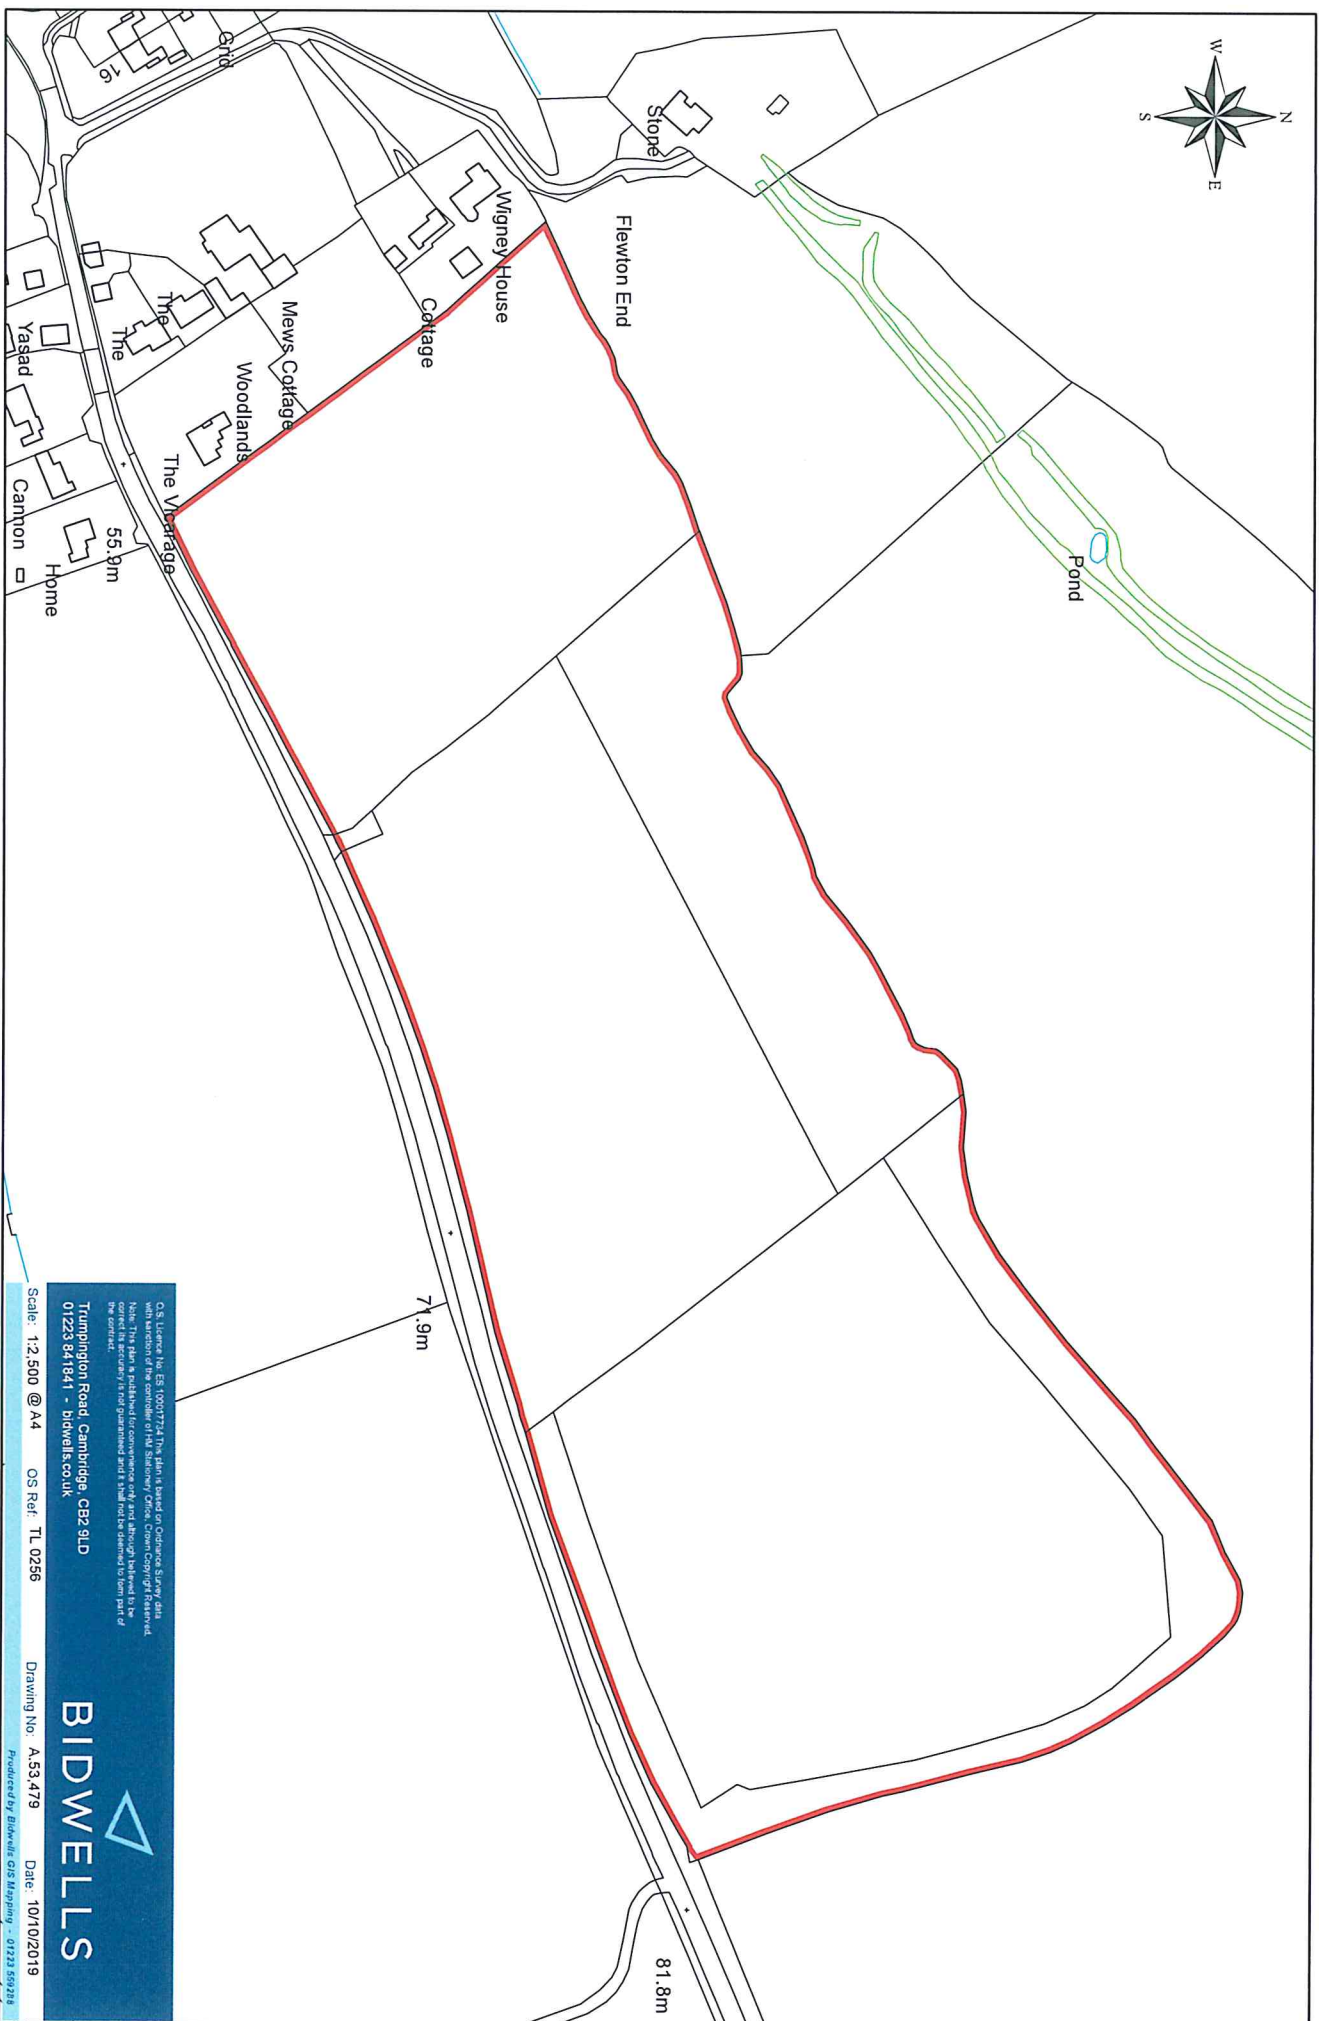 N
W
E
S
Grid
16
Stone
Flewton End
Wigney House
Cottage
Mews Cottage
Woodlands
The Vicarage
The
The
Yasad
Cannon
Home
55.9m
Pond
71.9m
81.8m
O.S. Licence No. ES 100017734 This plan is based on Ordnance Survey data
with sanction of the controller of HM Stationery Office, Crown Copyright Reserved.
Note: This plan is published for convenience only and although believed to be
correct its accuracy is not guaranteed and it shall not be deemed to form part of
the contract.
Trumpington Road, Cambridge, CB2 9LD
01223 841841 - bidwells.co.uk
BIDWELLS
Scale: 1:2,500 @ A4 OS Ref: TL 0256 Drawing No: A.53,479 Date: 10/10/2019
Produced by Bidwells GIS Mapping - 01223 559288